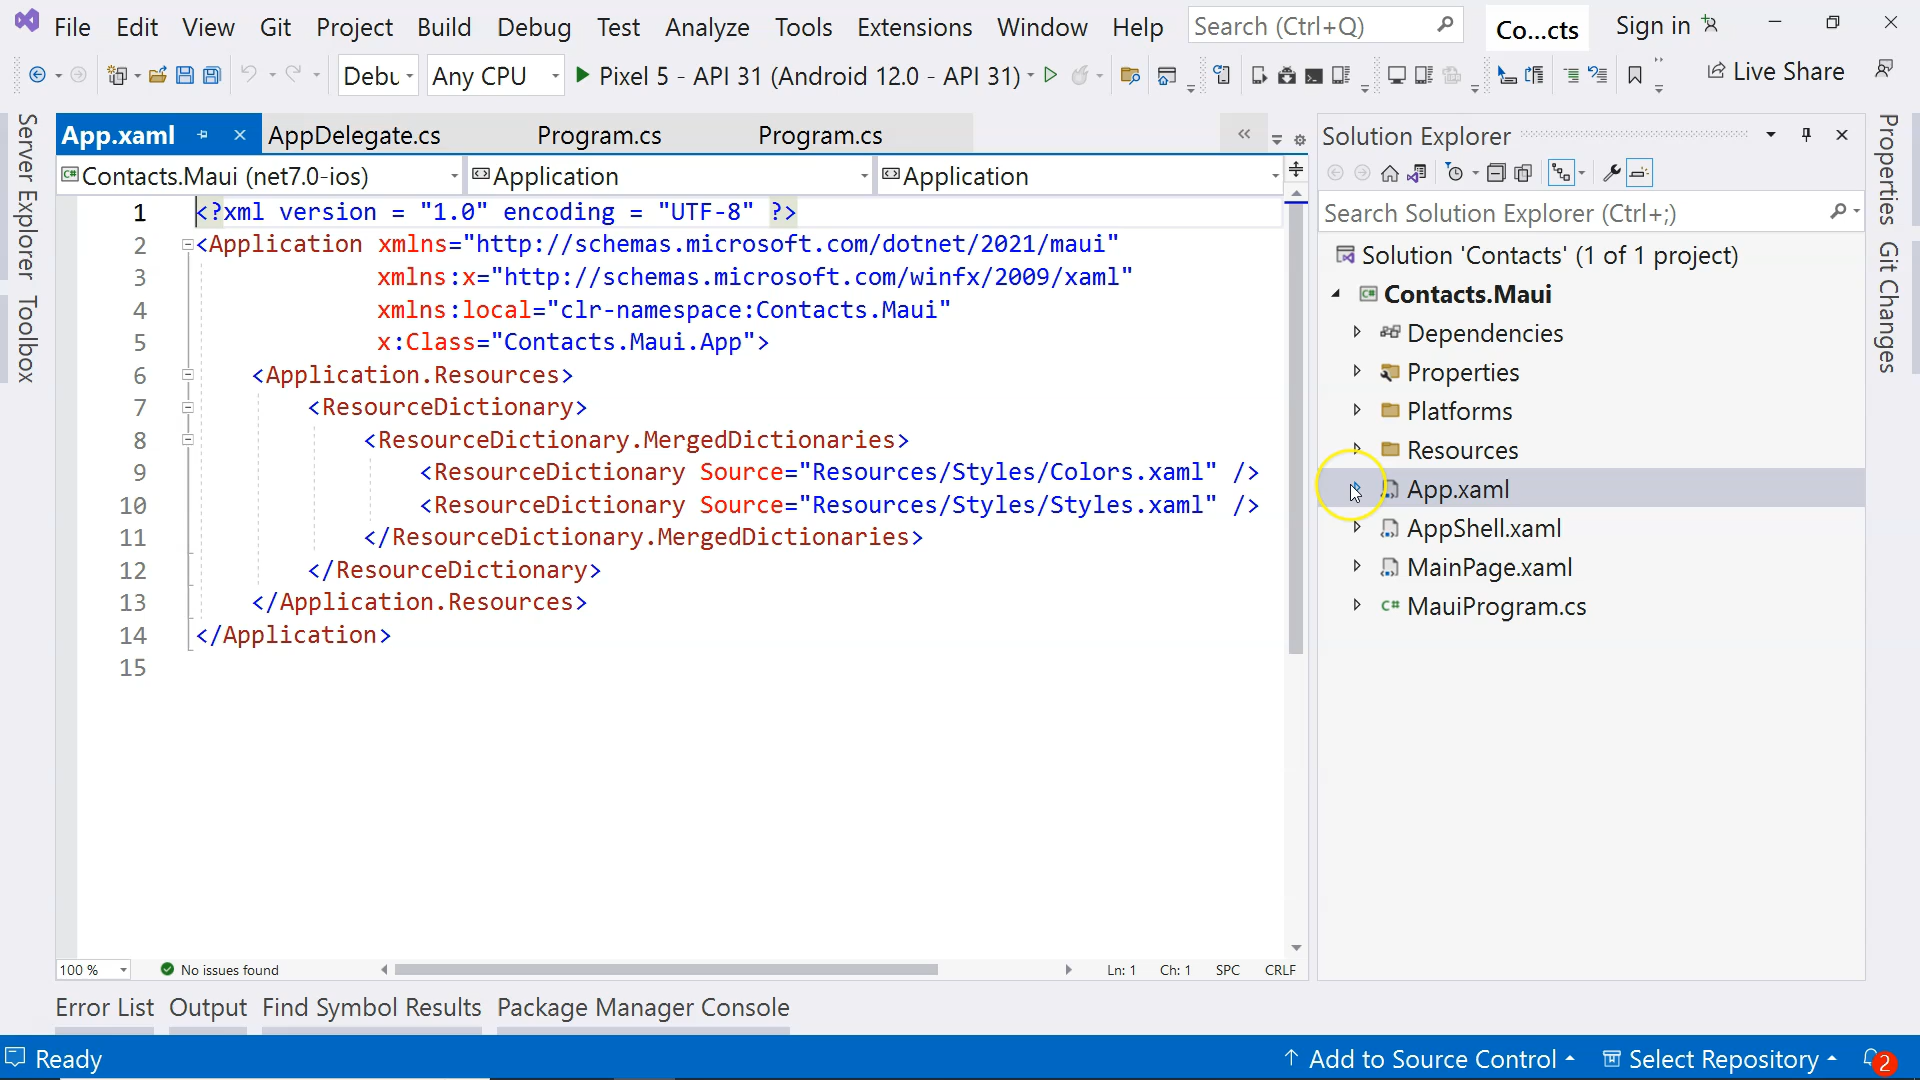 File Edit View Git Project Build Debug Test Analyze Tools Extensions Window Help Search (Ctrl+Q) Co...cts Sign in
Debu Any CPU Pixel 5 - API 31 (Android 12.0 - API 31) Live Share
Server Explorer
Toolbox
App.xaml AppDelegate.cs Program.cs Program.cs
Contacts.Maui (net7.0-ios) Application Application
1 <?xml version = "1.0" encoding = "UTF-8" ?>
2 <Application xmlns="http://schemas.microsoft.com/dotnet/2021/maui"
3 xmlns:x="http://schemas.microsoft.com/winfx/2009/xaml"
4 xmlns:local="clr-namespace:Contacts.Maui"
5 x:Class="Contacts.Maui.App">
6 <Application.Resources>
7 <ResourceDictionary>
8 <ResourceDictionary.MergedDictionaries>
9 <ResourceDictionary Source="Resources/Styles/Colors.xaml" />
10 <ResourceDictionary Source="Resources/Styles/Styles.xaml" />
11 </ResourceDictionary.MergedDictionaries>
12 </ResourceDictionary>
13 </Application.Resources>
14 </Application>
15
100 % No issues found Ln: 1 Ch: 1 SPC CRLF
Solution Explorer
Search Solution Explorer (Ctrl+;)
Solution 'Contacts' (1 of 1 project)
Contacts.Maui
Dependencies
Properties
Platforms
Resources
App.xaml
AppShell.xaml
MainPage.xaml
C# MauiProgram.cs
Properties
Git Changes
Error List Output Find Symbol Results Package Manager Console
Ready Add to Source Control Select Repository 2